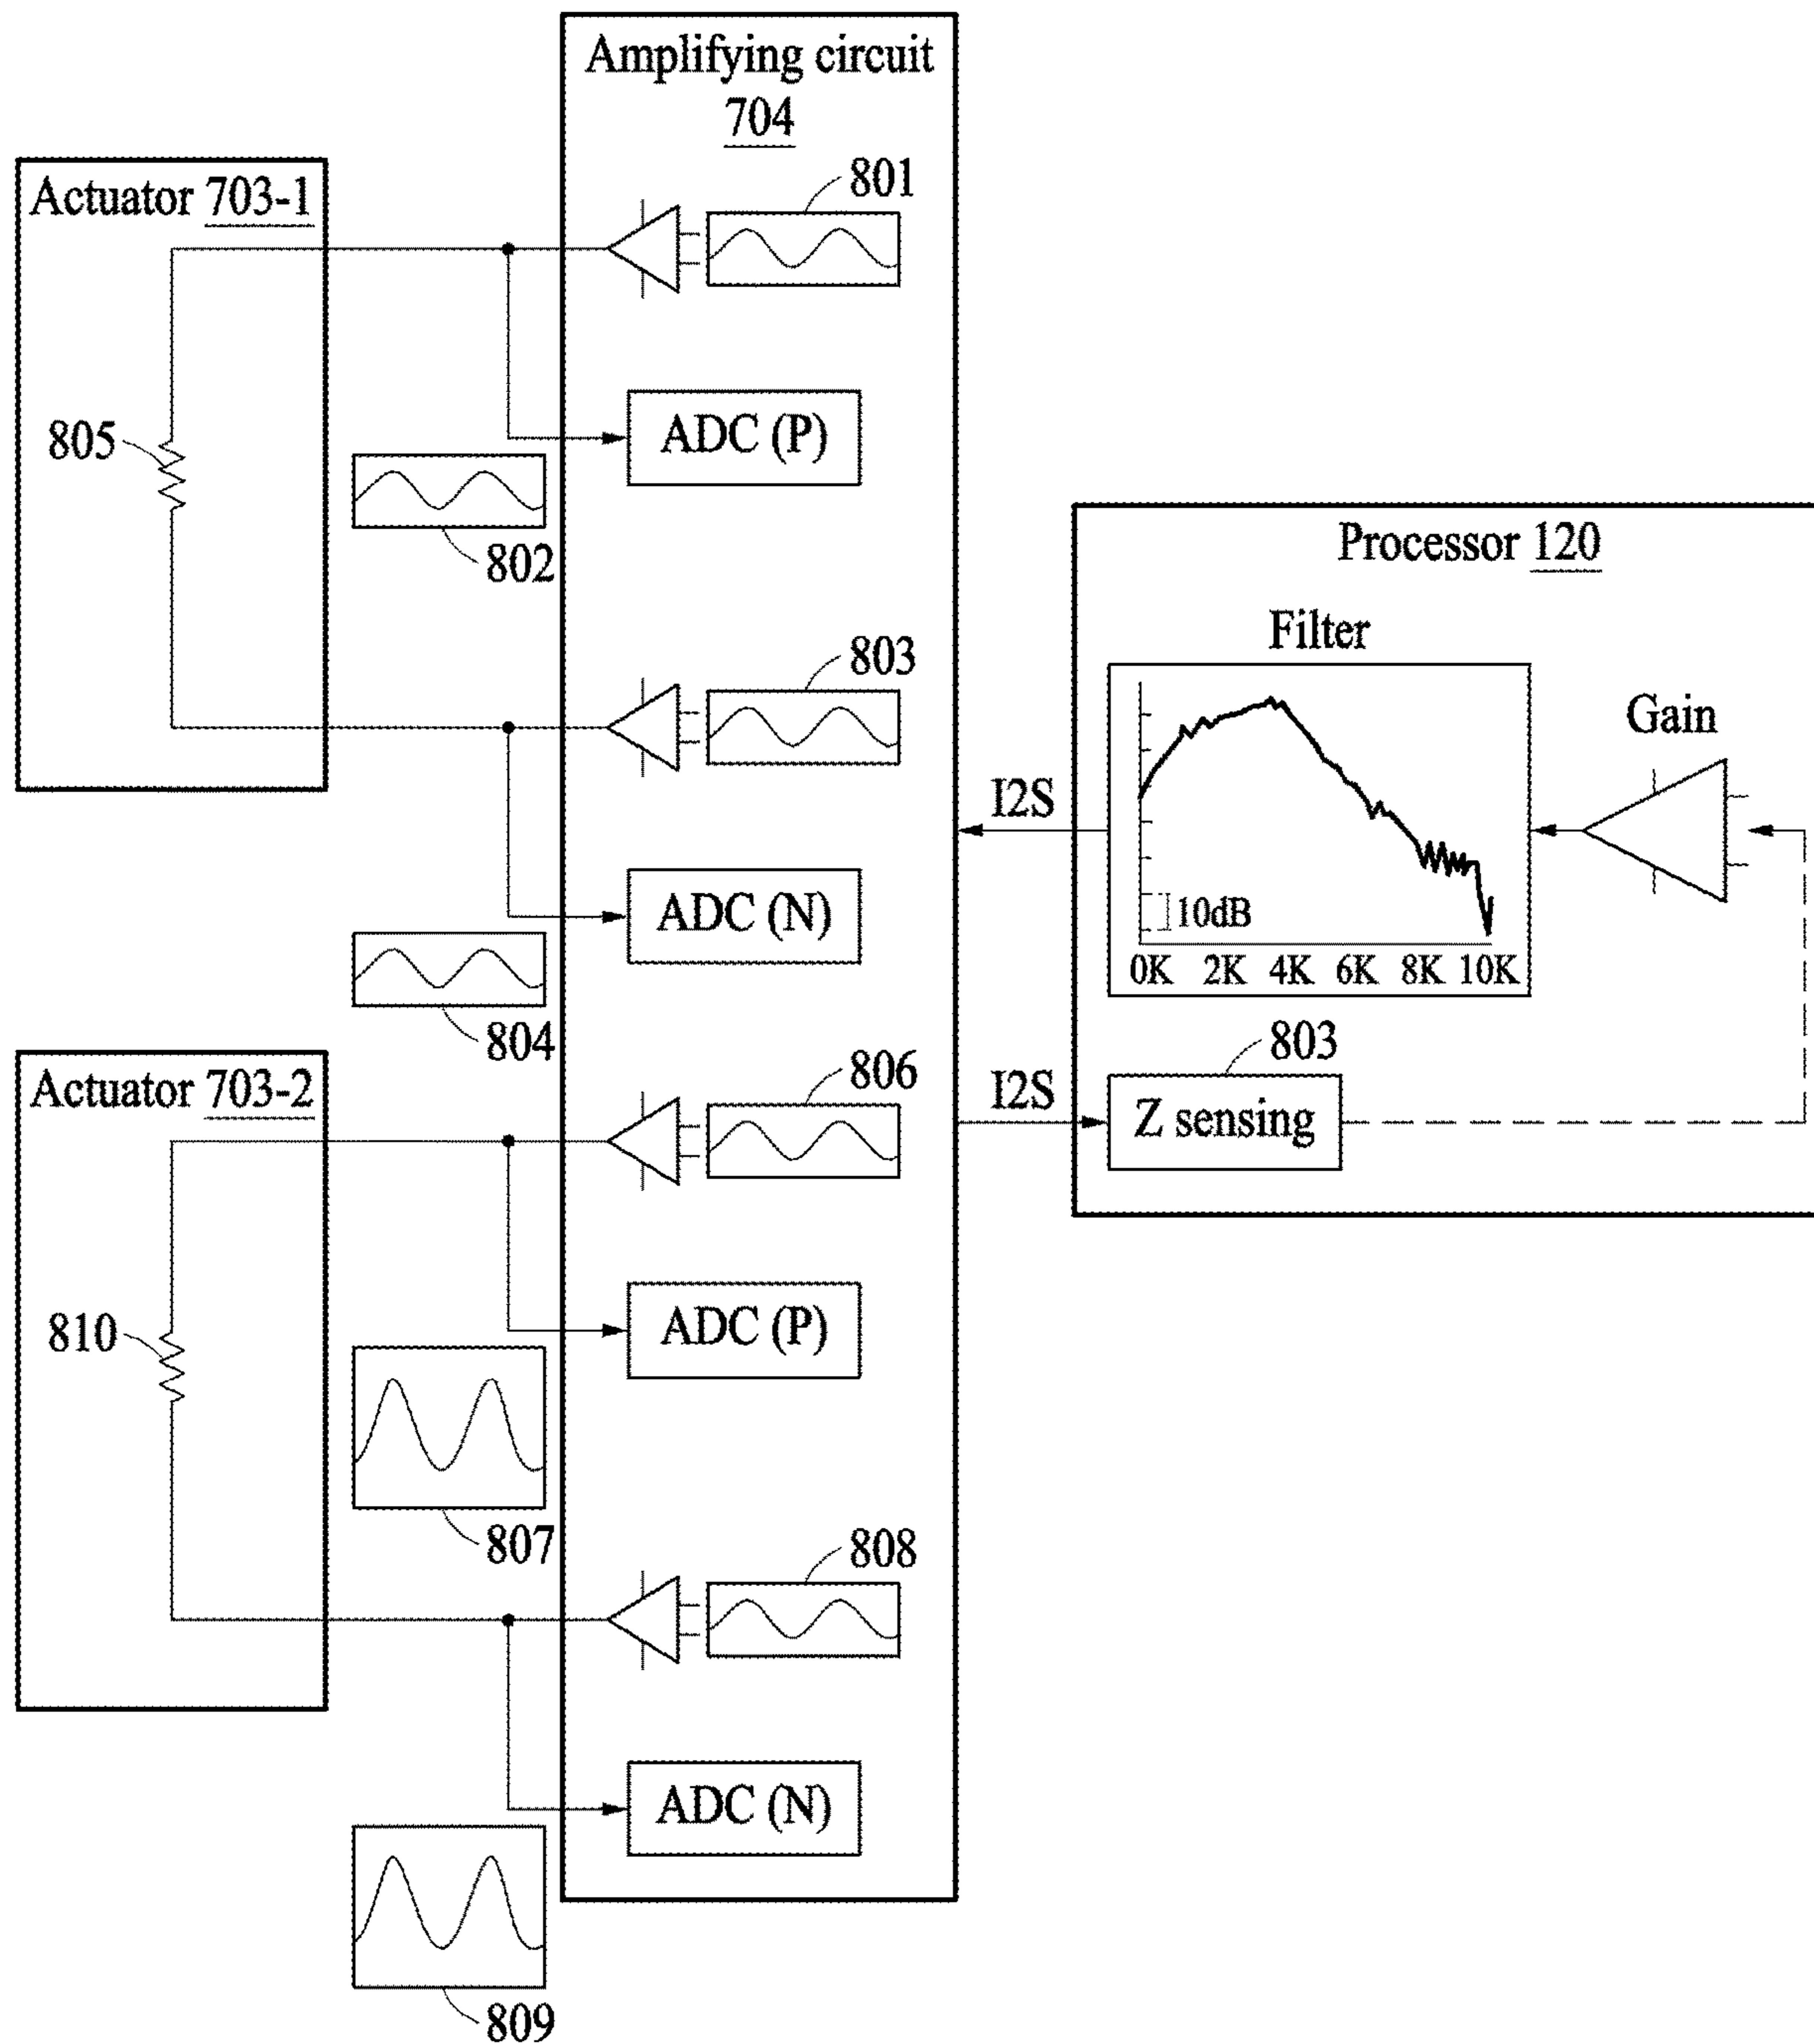 Amplifying circuit
704
801
Actuator 703-1
ADC (P)
805
802
803
ADC (N)
804
Processor 120
Filter
Gain
I2S
10dB
0K 2K 4K 6K 8K 10K
803
I2S
Z sensing
Actuator 703-2
806
ADC (P)
810
807
808
ADC (N)
809